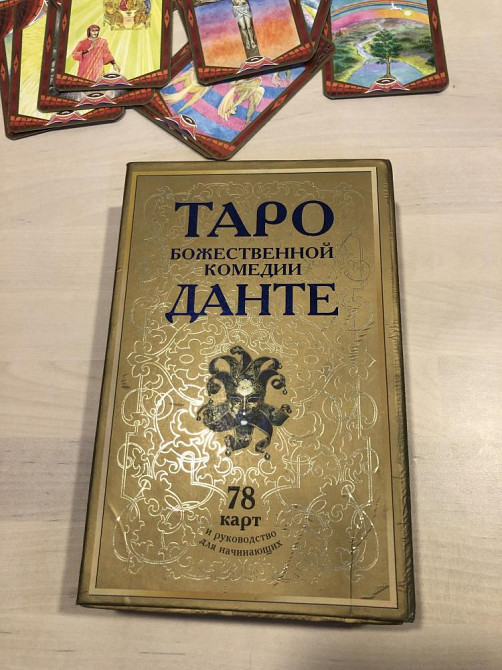 ТАРО
БОЖЕСТВЕННОЙ
КОМЕДИИ
ДАНТЕ
78
карт
и руководство
для начинающих